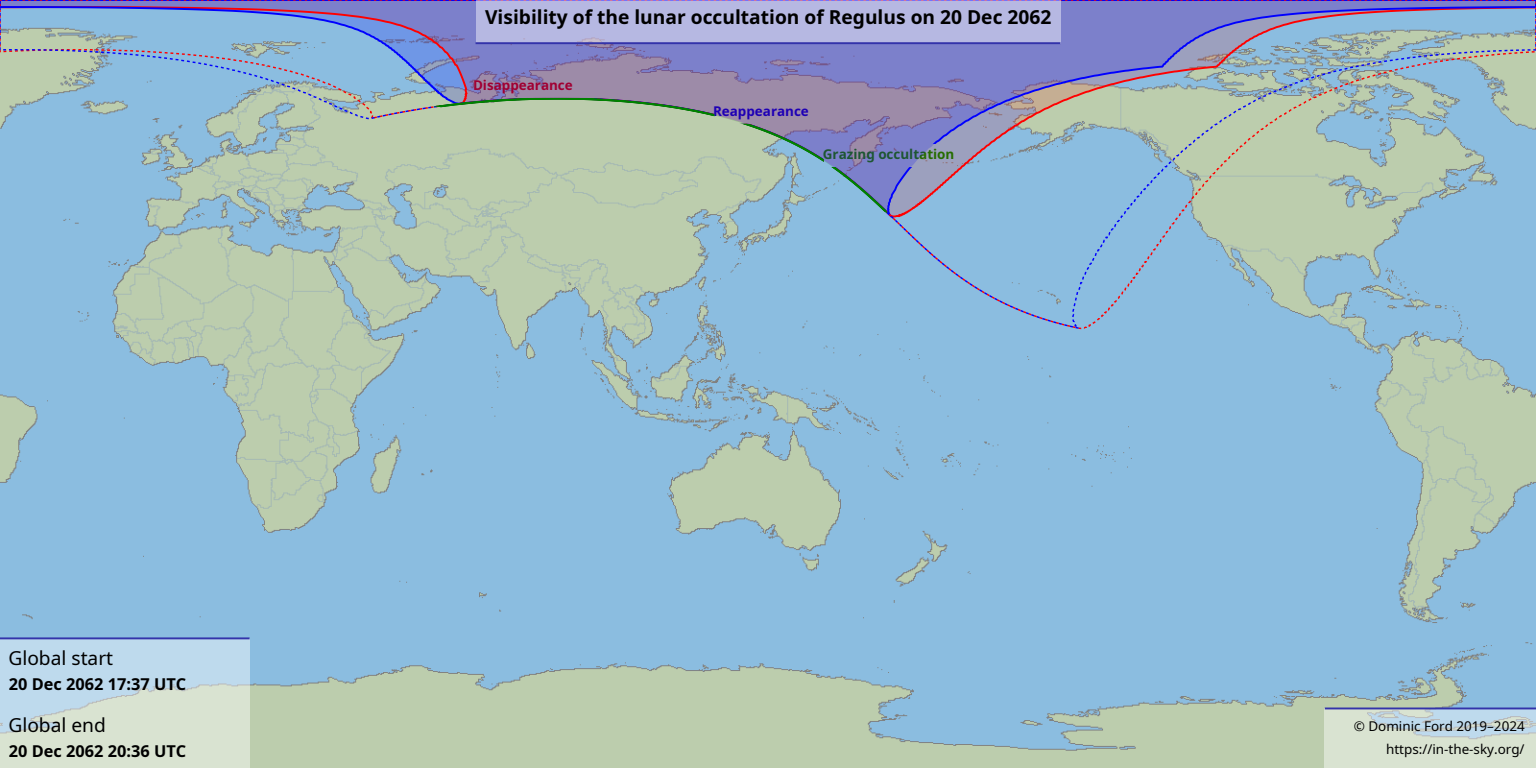 Visibility of the lunar occultation of Regulus on 20 Dec 2062
Disappearance
Reappearance
Grazing occultation
Global start
20 Dec 2062 17:37 UTC
Global end
20 Dec 2062 20:36 UTC
© Dominic Ford 2019–2024
https://in-the-sky.org/